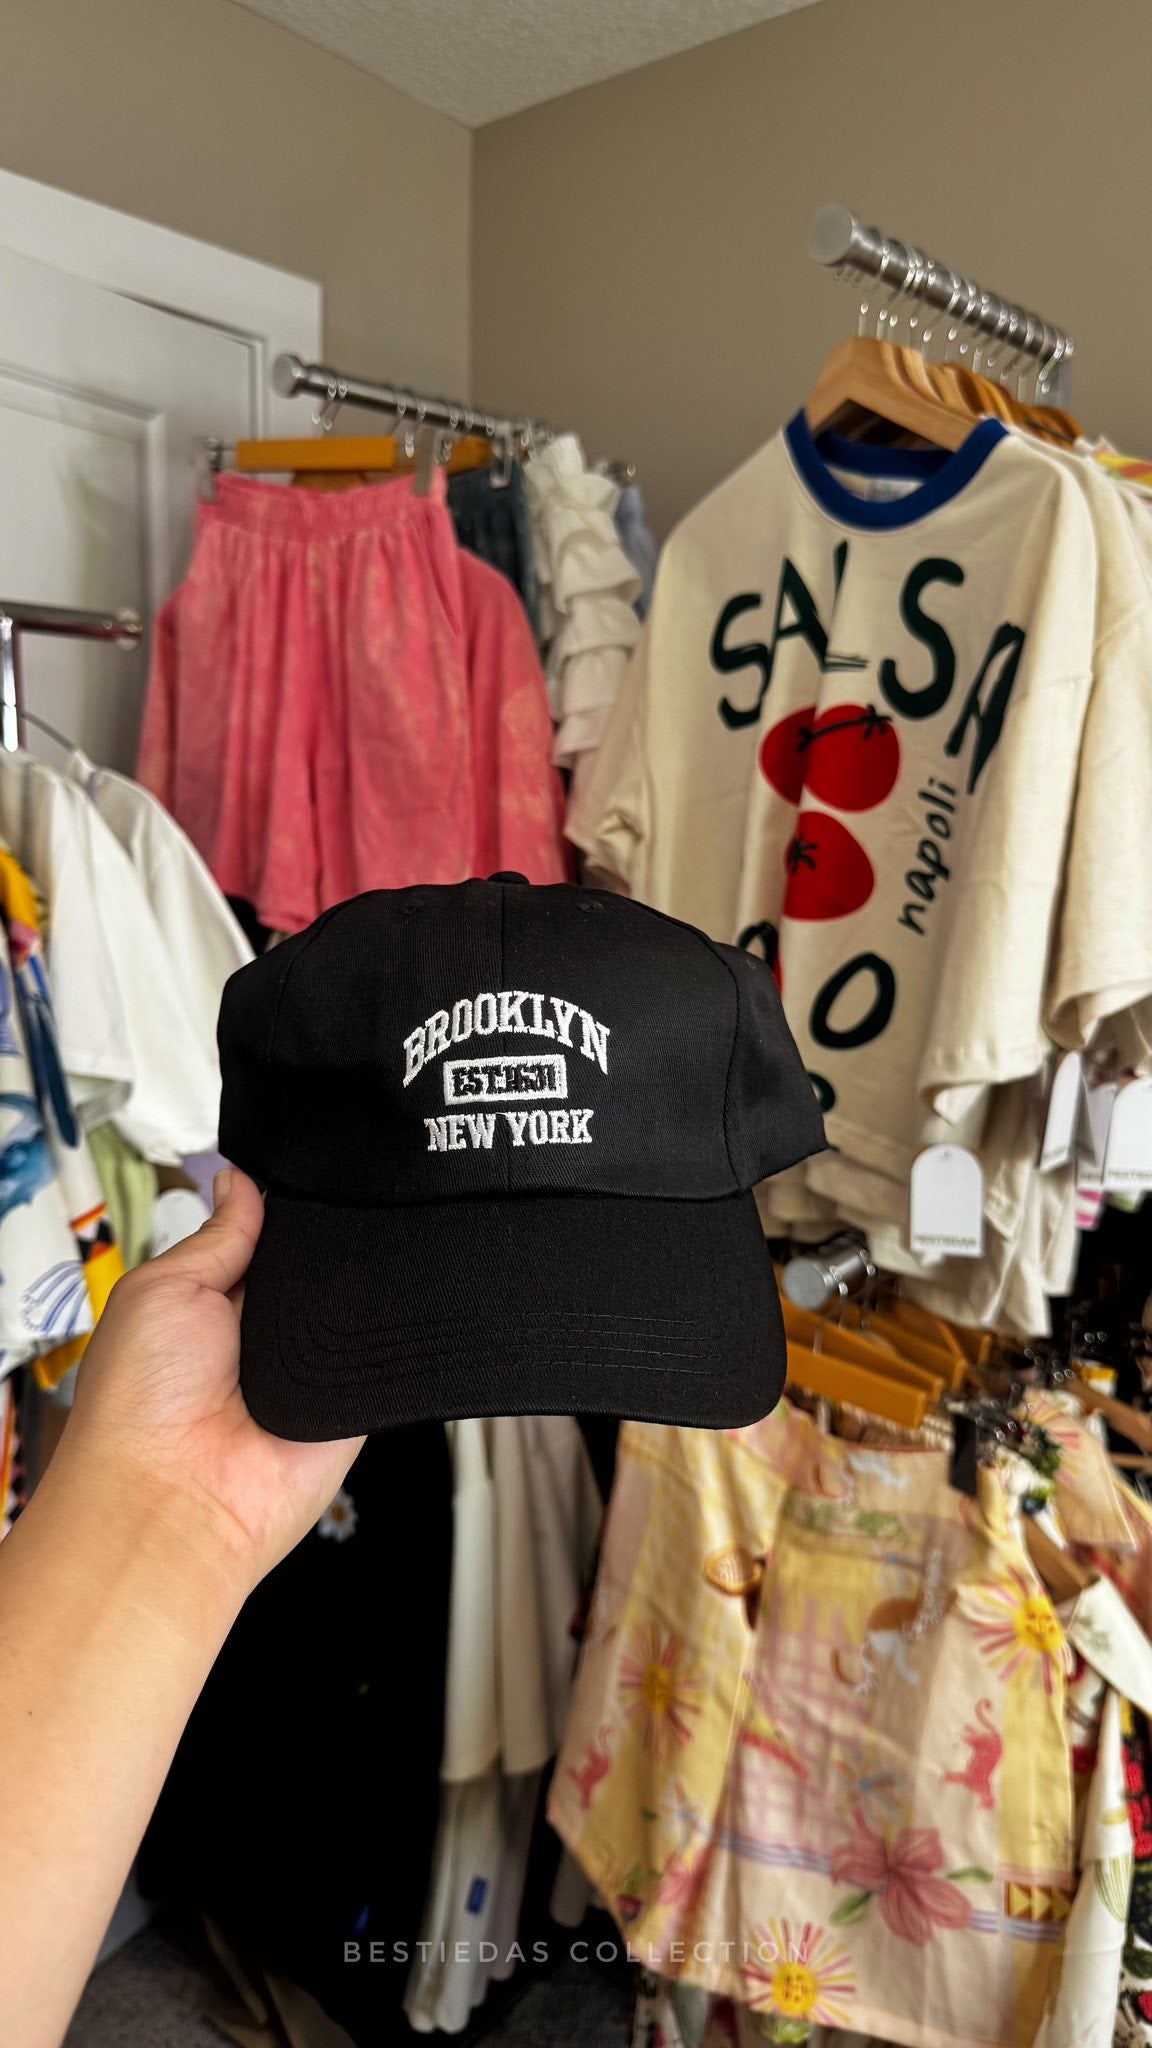 SALSA
napoli
BROOKLYN
NEW YORK
BESTIEDAS COLLECTION